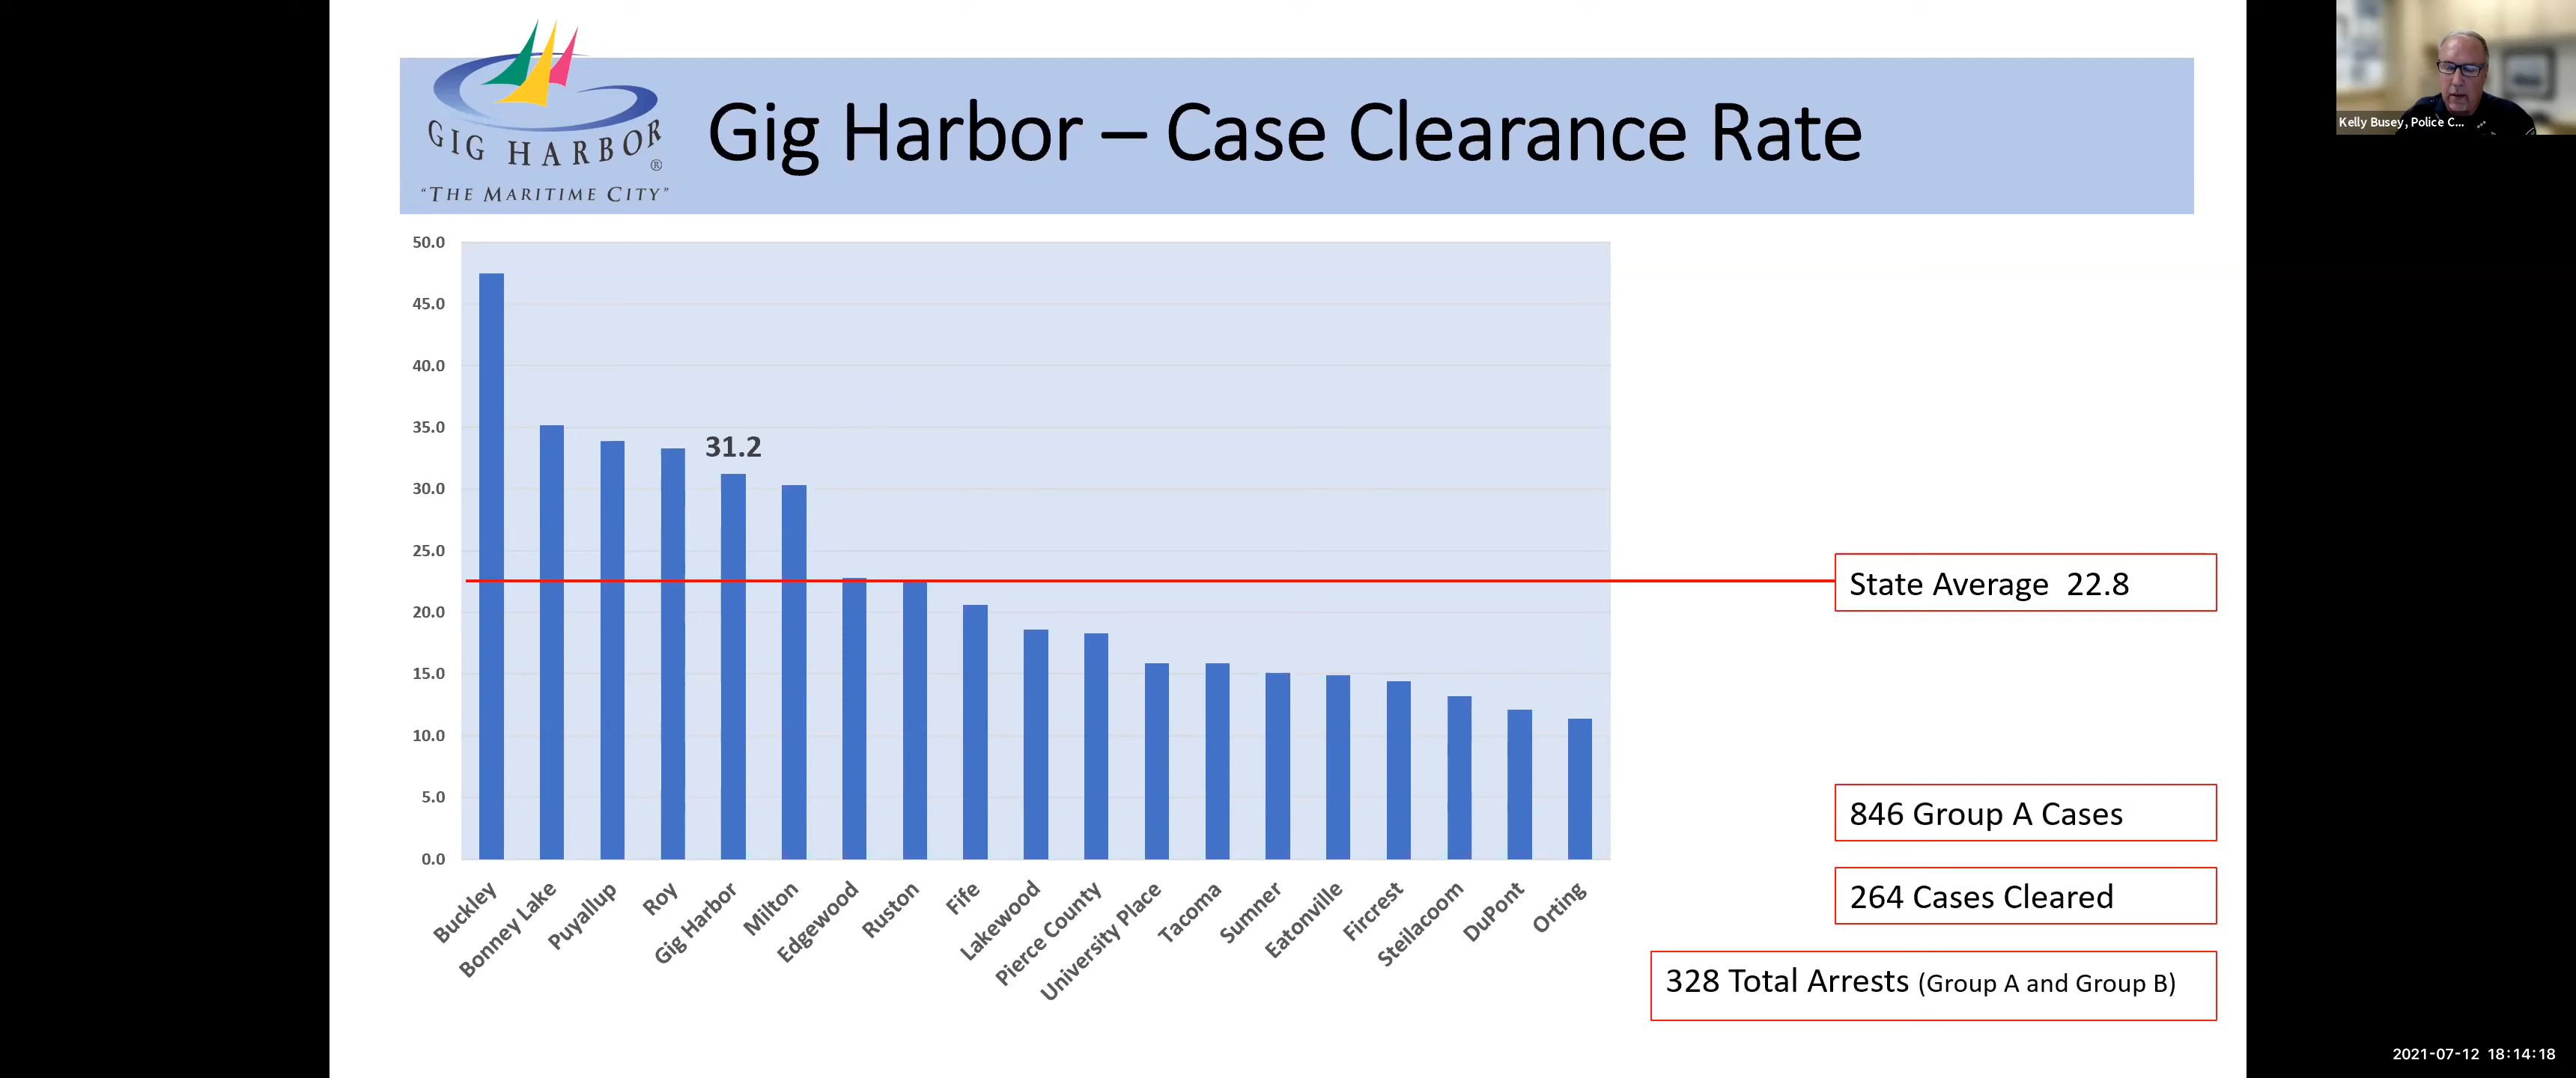 GIG HARBOR
®
"THE MARITIME CITY"
Gig Harbor – Case Clearance Rate
Kelly Busey, Police C...
50.0
45.0
40.0
35.0
30.0
25.0
20.0
15.0
10.0
5.0
0.0
31.2
Buckley
Bonney Lake
Puyallup
Roy
Gig Harbor
Milton
Edgewood
Ruston
Fife
Lakewood
Pierce County
University Place
Tacoma
Sumner
Eatonville
Fircrest
Steilacoom
DuPont
Orting
State Average 22.8
846 Group A Cases
264 Cases Cleared
328 Total Arrests (Group A and Group B)
2021-07-12 18:14:18